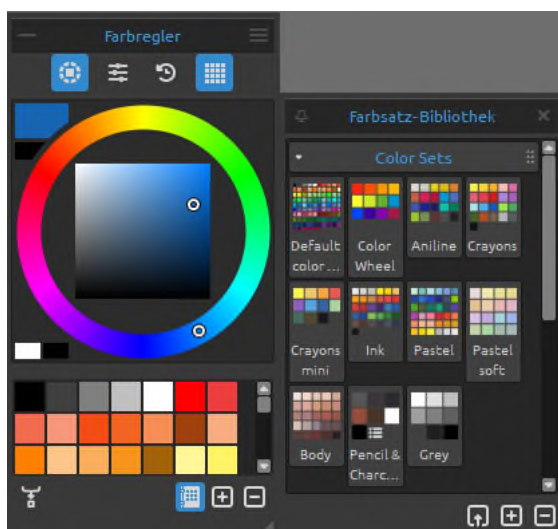 Farbregler
Farbsatz-Bibliothek
Color Sets
Default
color ...
Color
Wheel
Aniline
Crayons
Crayons
mini
Ink
Pastel
Pastel
soft
Body
Pencil &
Charc...
Grey